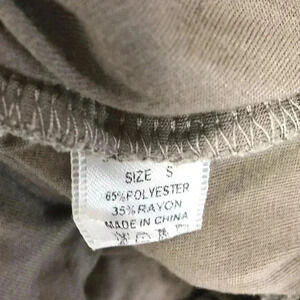 SIZE S
65%POLYESTER
35%RAYON
MADE IN CHINA